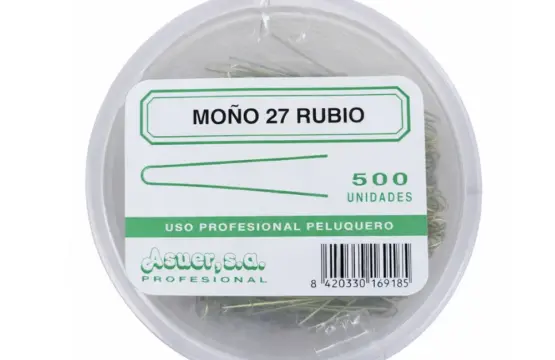 MOÑO 27 RUBIO
500
UNIDADES
USO PROFESIONAL PELUQUERO
Asuer, s.a.
PROFESIONAL
8 420330 169185